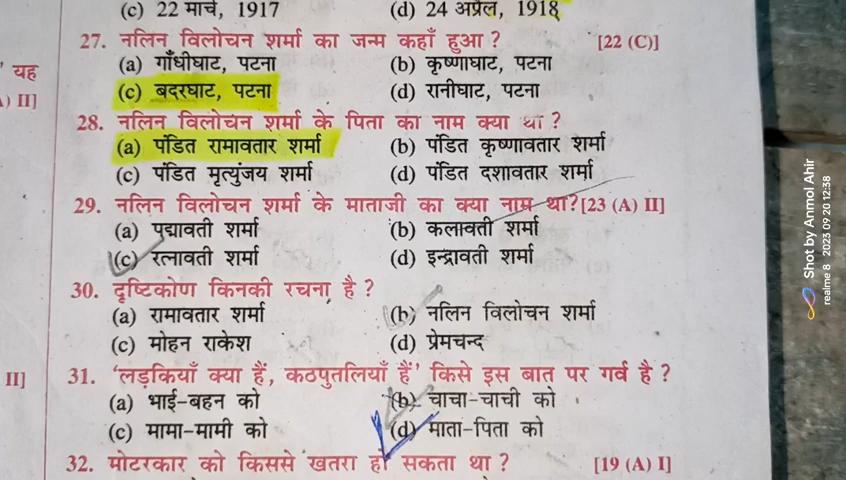 (c) 22 मार्च, 1917 (d) 24 अप्रैल, 1918
27. नलिन विलोचन शर्मा का जन्म कहाँ हुआ ? [22 (C)]
' यह (a) गाँधीघाट, पटना (b) कृष्णाघाट, पटना
A) II] (c) बदरघाट, पटना (d) रानीघाट, पटना
28. नलिन विलोचन शर्मा के पिता का नाम क्या था ?
(a) पंडित रामावतार शर्मा (b) पंडित कृष्णावतार शर्मा
(c) पंडित मृत्युंजय शर्मा (d) पंडित दशावतार शर्मा
29. नलिन विलोचन शर्मा के माताजी का क्या नाम था?[23 (A) II]
(a) पद्मावती शर्मा (b) कलावती शर्मा
(c) रत्नावती शर्मा (d) इन्द्रावती शर्मा
30. दृष्टिकोण किनकी रचना है ?
(a) रामावतार शर्मा (b) नलिन विलोचन शर्मा
(c) मोहन राकेश (d) प्रेमचन्द
II] 31. 'लड़कियाँ क्या हैं, कठपुतलियाँ हैं' किसे इस बात पर गर्व है ?
(a) भाई-बहन को (b) चाचा-चाची को
(c) मामा-मामी को (d) माता-पिता को
32. मोटरकार को किससे खतरा हो सकता था ? [19 (A) I]
Shot by Anmol Ahir
realme 8 2023 09 20 12:38